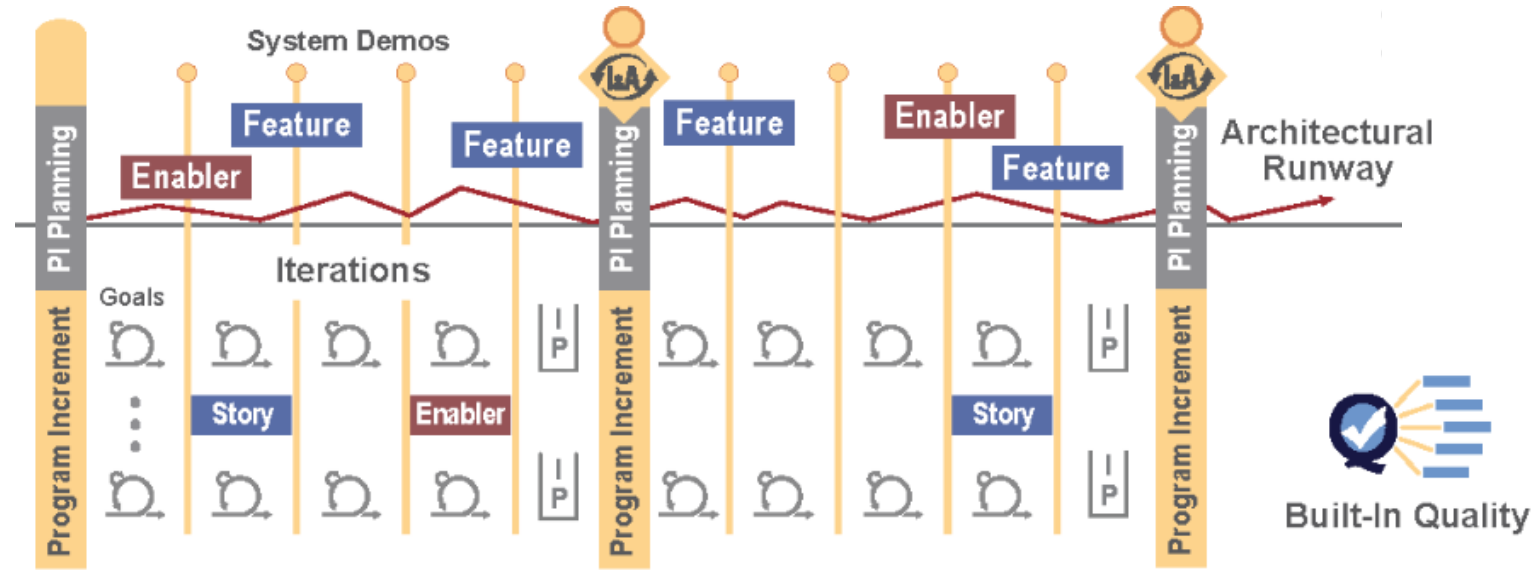 System Demos
I&A
I&A
Feature
Feature
Feature
Enabler
Feature
Enabler
Architectural
Runway
PI Planning
PI Planning
PI Planning
Iterations
Goals
I
P
I
P
Program Increment
Program Increment
Program Increment
Story
Enabler
Story
I
P
I
P
Built-In Quality